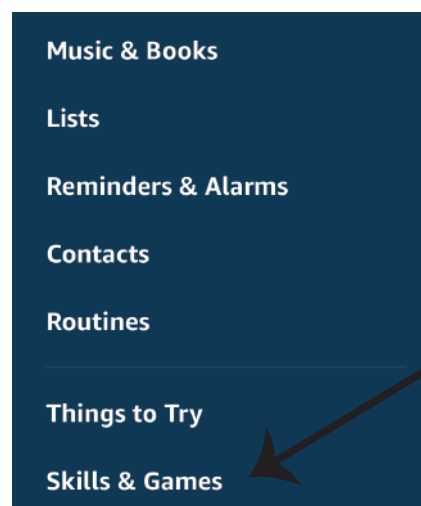 Music & Books
Lists
Reminders & Alarms
Contacts
Routines
Things to Try
Skills & Games